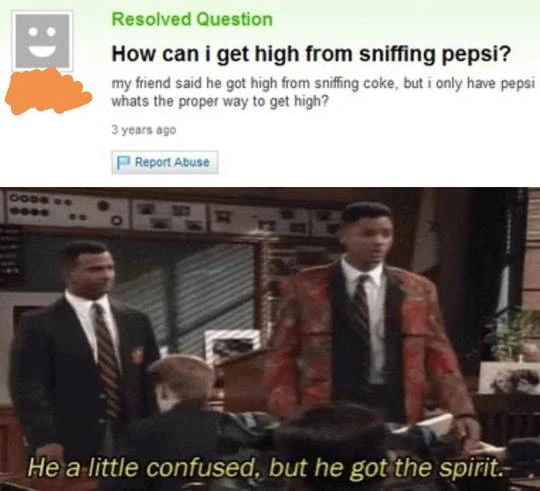 Resolved Question
How can i get high from sniffing pepsi?
my friend said he got high from sniffing coke, but i only have pepsi
whats the proper way to get high?
3 years ago
Report Abuse
He a little confused, but he got the spirit.